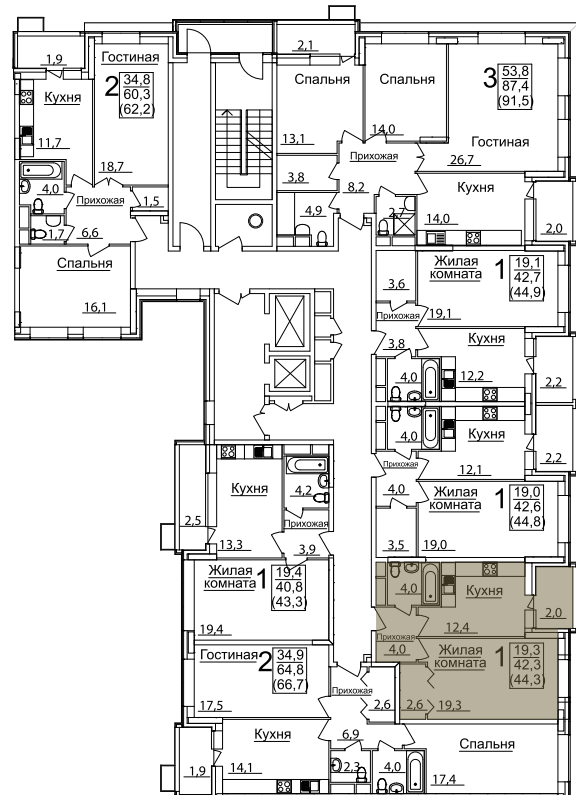 1,9
Гостиная
2
34,8
60,3
(62,2)
Кухня
11,7
18,7
4,0
Прихожая
1,5
1,7
6,6
Спальня
16,1
2,1
Спальня
13,1
Спальня
14,0
3
53,8
87,4
(91,5)
Гостиная
26,7
Прихожая
3,8
8,2
4,9
2,7
Кухня
14,0
2,0
Жилая
комната
1
19,1
42,7
(44,9)
3,6
Прихожая
19,1
3,8
Кухня
4,0
12,2
2,2
4,0
Кухня
12,1
2,2
Прихожая
4,0
Жилая
комната
1
19,0
42,6
(44,8)
3,5
19,0
2,5
Кухня
4,2
Прихожая
13,3
3,9
Жилая
комната
1
19,4
40,8
(43,3)
19,4
4,0
Кухня
12,4
2,0
Прихожая
4,0
Жилая
комната
1
19,3
42,3
(44,3)
2,6
19,3
Гостиная
2
34,9
64,8
(66,7)
17,5
Прихожая
2,6
Кухня
6,9
1,9
14,1
2,3
4,0
Спальня
17,4